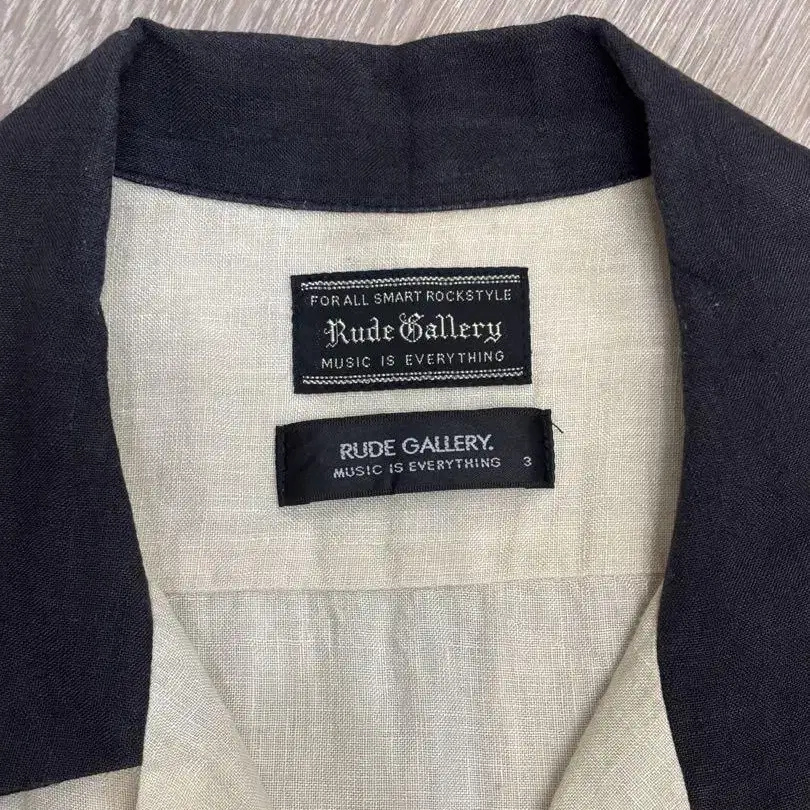 FOR ALL SMART ROCKSTYLE
Rude Gallery
MUSIC IS EVERYTHING
RUDE GALLERY.
MUSIC IS EVERYTHING 3